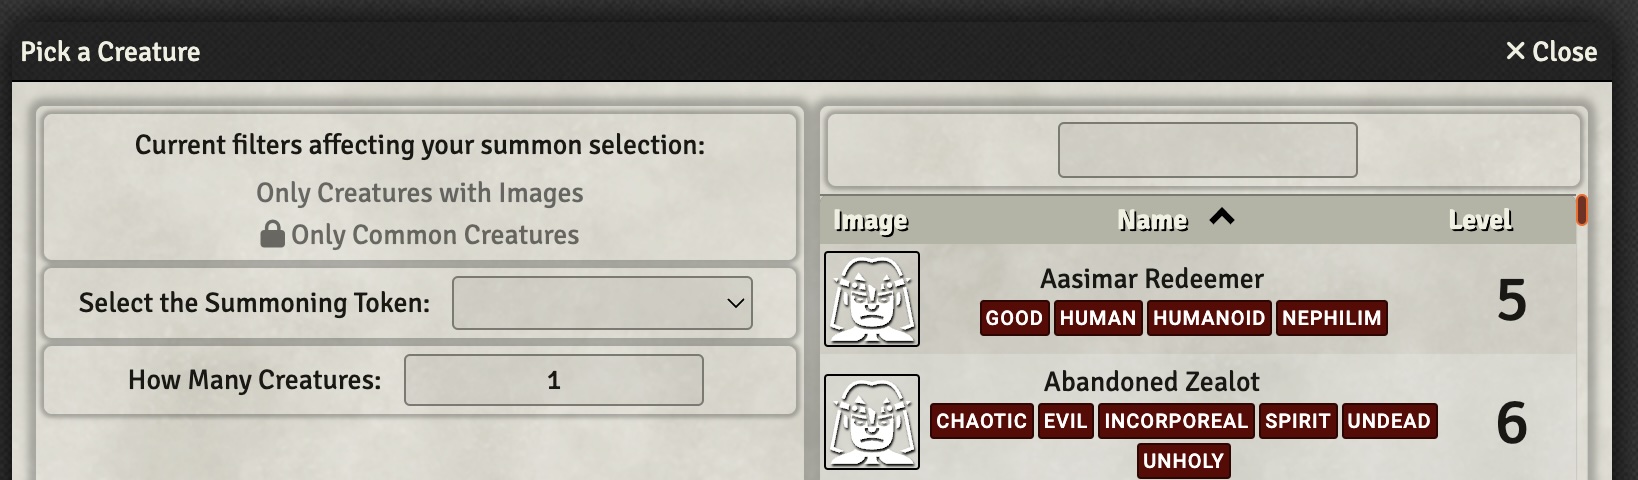 Pick a Creature
Close
Current filters affecting your summon selection:
Only Creatures with Images
Only Common Creatures
Select the Summoning Token:
How Many Creatures: 1
Image Name Level
Aasimar Redeemer
GOOD HUMAN HUMANOID NEPHILIM
5
Abandoned Zealot
CHAOTIC EVIL INCORPOREAL SPIRIT UNDEAD
UNHOLY
6